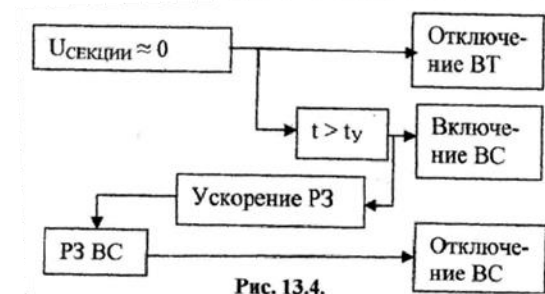 Uсекции ≈ 0
Отключе-
ние ВТ
t > tу
Включе-
ние ВС
Ускорение РЗ
РЗ ВС
Отключе-
ние ВС
Рис. 13.4.